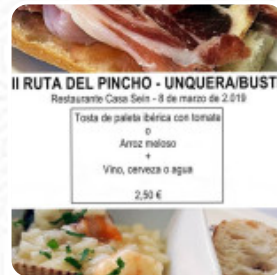 II RUTA DEL PINCHO - UNQUERA/BUST
Restaurante Casa Sein - 8 de marzo de 2.019
Tosta de paleta ibérica con tomate
o
Arroz meloso
+
Vino, cerveza o agua
2,50 €